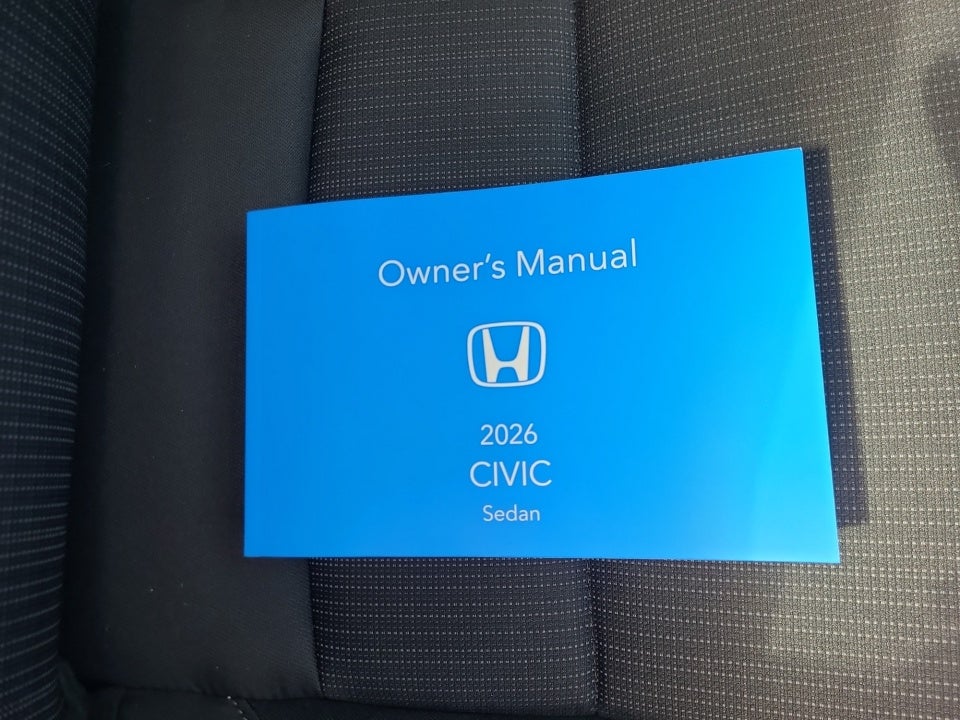 Owner's Manual
2026
CIVIC
Sedan